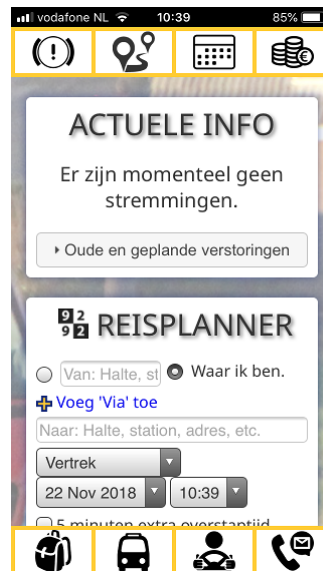 vodafone NL 10:39 85%
ACTUELE INFO
Er zijn momenteel geen
stremmingen.
Oude en geplande verstoringen
9292 REISPLANNER
Van: Halte, st Waar ik ben.
Voeg 'Via' toe
Naar: Halte, station, adres, etc.
Vertrek
22 Nov 2018 10:39
5 minuten extra overstaptijd